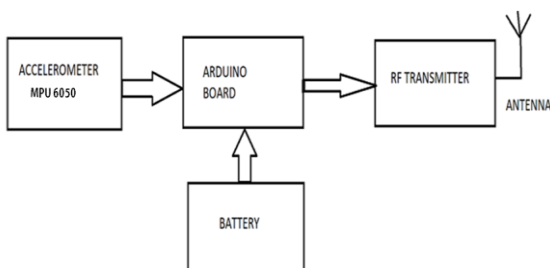 ACCELEROMETER
MPU 6050
ARDUINO
BOARD
RF TRANSMITTER
ANTENNA
BATTERY